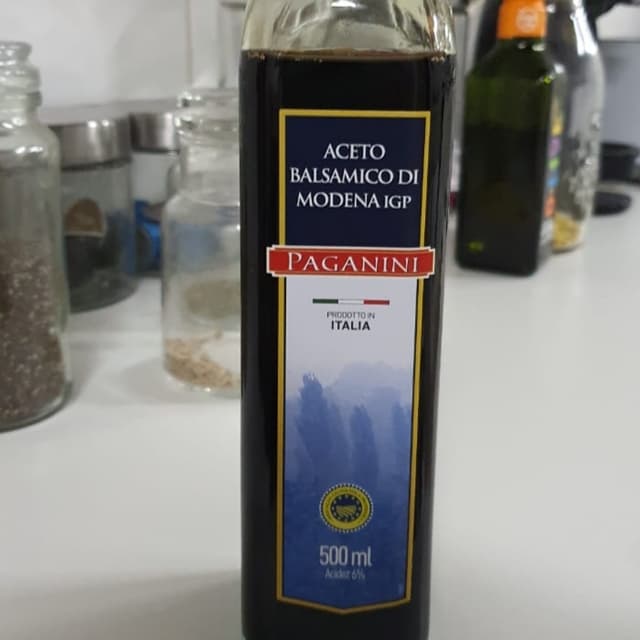 ACETO
BALSAMICO DI
MODENA IGP
PAGANINI
PRODOTTO IN
ITALIA
500 ml
Acidez 6%